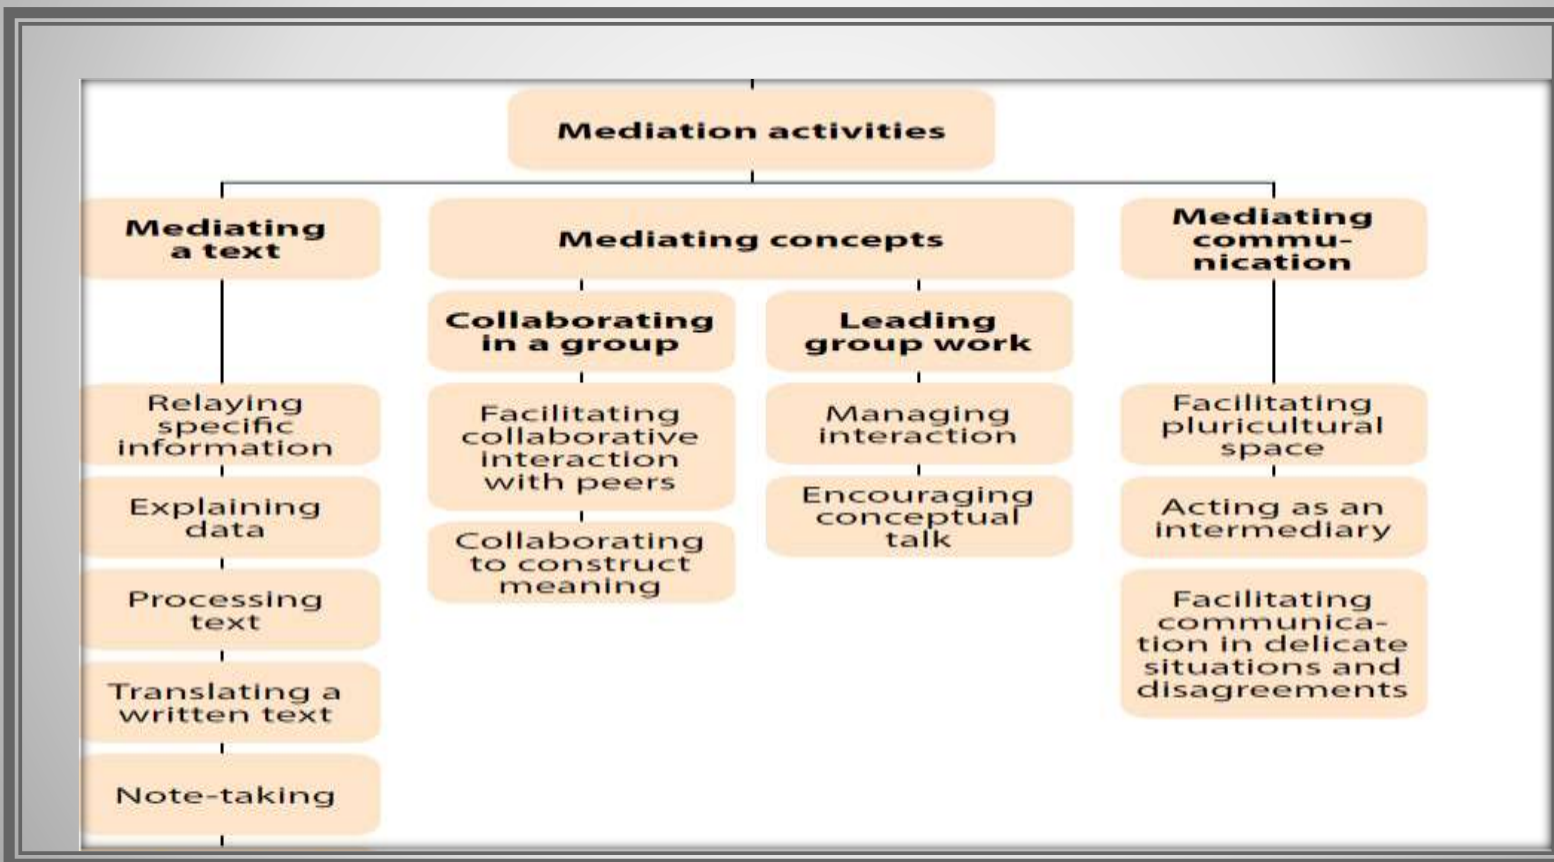 Mediation activities
Mediating
a text
Relaying
specific
information
Explaining
data
Processing
text
Translating a
written text
Note-taking
Mediating concepts
Collaborating
in a group
Facilitating
collaborative
interaction
with peers
Collaborating
to construct
meaning
Leading
group work
Managing
interaction
Encouraging
conceptual
talk
Mediating
commu-
nication
Facilitating
pluricultural
space
Acting as an
intermediary
Facilitating
communica-
tion in delicate
situations and
disagreements